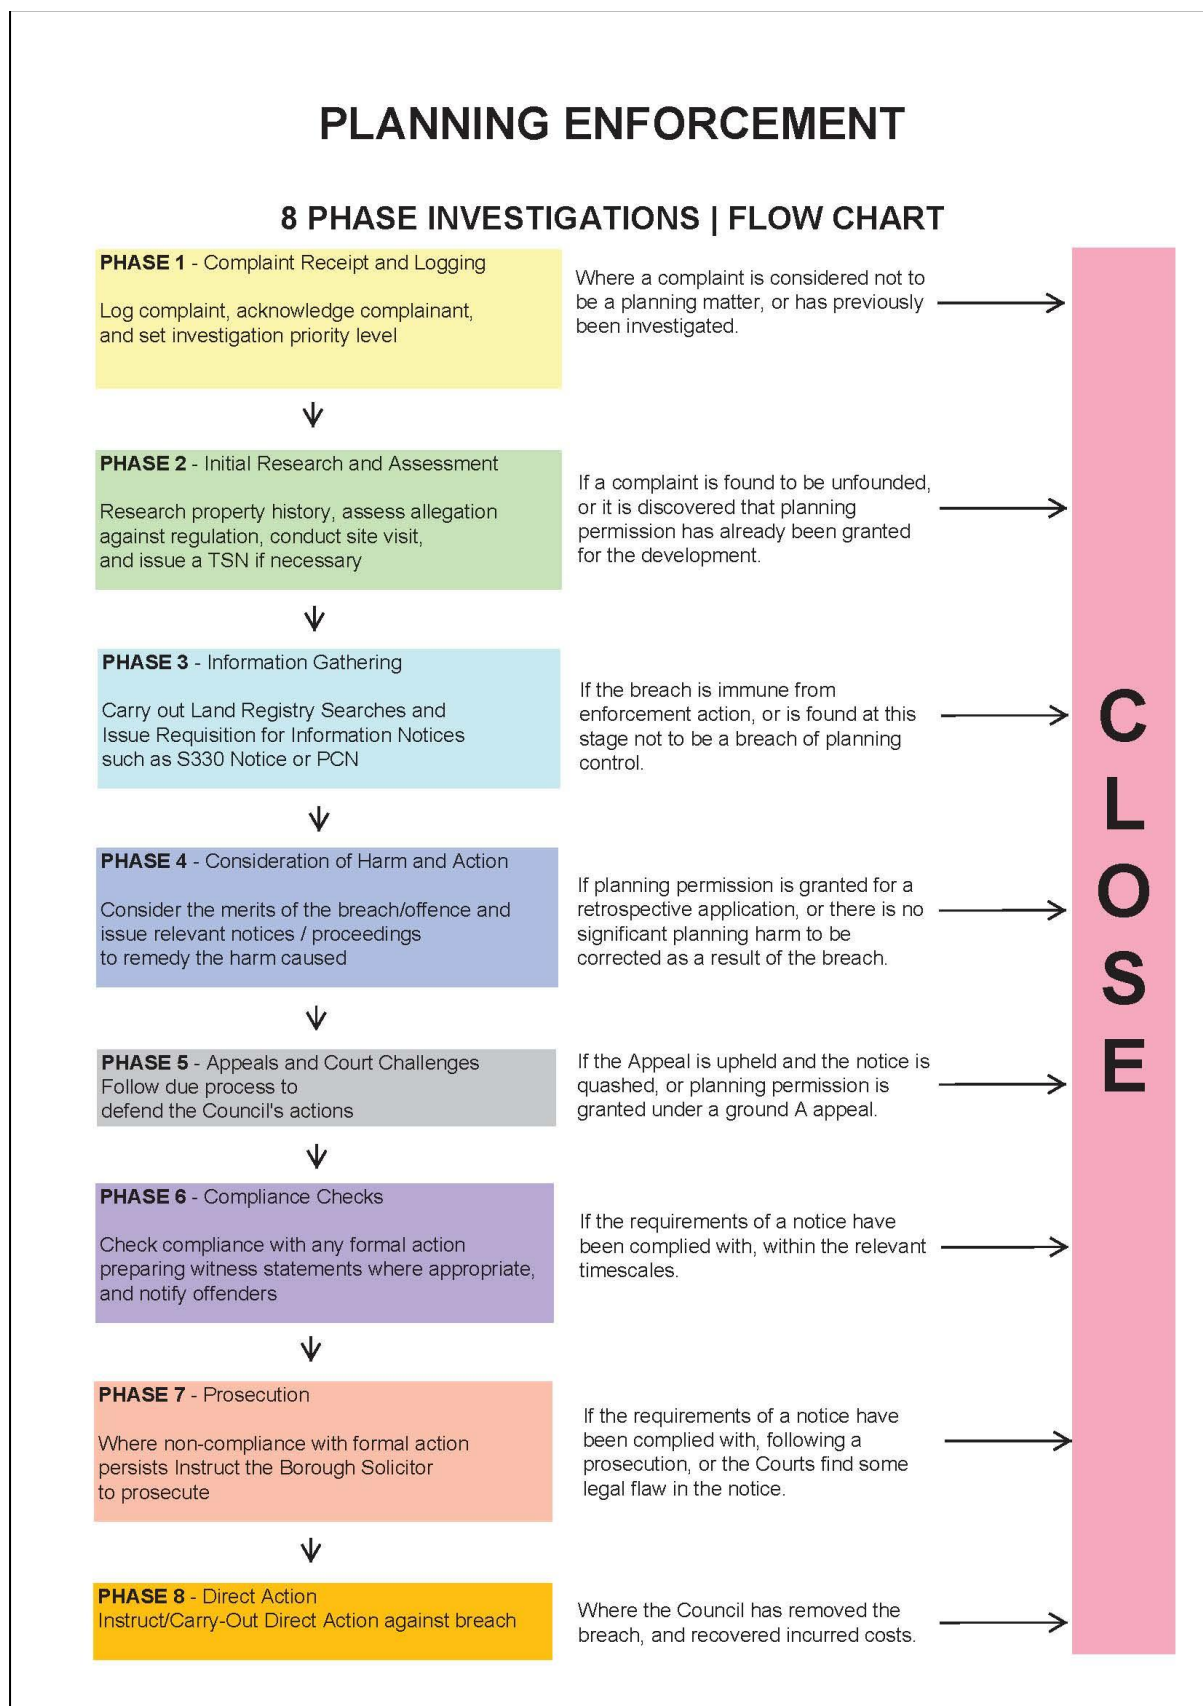 PLANNING ENFORCEMENT
8 PHASE INVESTIGATIONS | FLOW CHART
PHASE 1 - Complaint Receipt and Logging
Log complaint, acknowledge complainant,
and set investigation priority level
Where a complaint is considered not to
be a planning matter, or has previously
been investigated.
PHASE 2 - Initial Research and Assessment
Research property history, assess allegation
against regulation, conduct site visit,
and issue a TSN if necessary
If a complaint is found to be unfounded,
or it is discovered that planning
permission has already been granted
for the development.
PHASE 3 - Information Gathering
Carry out Land Registry Searches and
Issue Requisition for Information Notices
such as S330 Notice or PCN
If the breach is immune from
enforcement action, or is found at this
stage not to be a breach of planning
control.
PHASE 4 - Consideration of Harm and Action
Consider the merits of the breach/offence and
issue relevant notices / proceedings
to remedy the harm caused
If planning permission is granted for a
retrospective application, or there is no
significant planning harm to be
corrected as a result of the breach.
PHASE 5 - Appeals and Court Challenges
Follow due process to
defend the Council's actions
If the Appeal is upheld and the notice is
quashed, or planning permission is
granted under a ground A appeal.
PHASE 6 - Compliance Checks
Check compliance with any formal action
preparing witness statements where appropriate,
and notify offenders
If the requirements of a notice have
been complied with, within the relevant
timescales.
PHASE 7 - Prosecution
Where non-compliance with formal action
persists Instruct the Borough Solicitor
to prosecute
If the requirements of a notice have
been complied with, following a
prosecution, or the Courts find some
legal flaw in the notice.
PHASE 8 - Direct Action
Instruct/Carry-Out Direct Action against breach
Where the Council has removed the
breach, and recovered incurred costs.
CLOSE